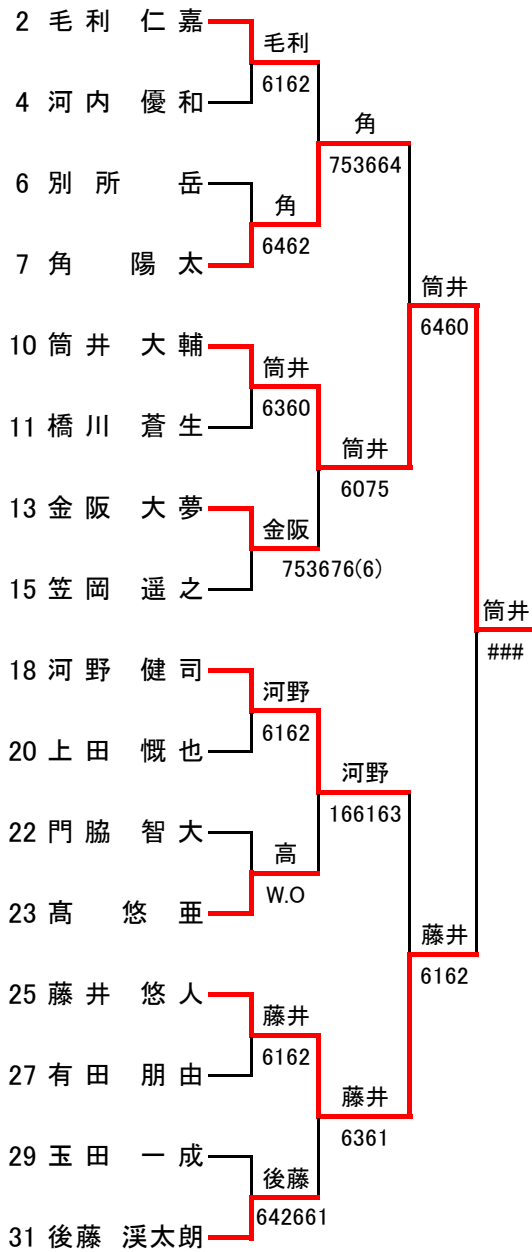 2 毛利 仁嘉
毛利
6162
4 河内 優和
角
753664
6 別所 岳
角
6462
7 角 陽太
筒井
6460
10 筒井 大輔
筒井
6360
11 橋川 蒼生
筒井
6075
13 金阪 大夢
金阪
753676(6)
15 笠岡 遥之
筒井
###
18 河野 健司
河野
6162
20 上田 慨也
河野
166163
22 門脇 智大
高
W.O
23 髙 悠亜
藤井
6162
25 藤井 悠人
藤井
6162
27 有田 朋由
藤井
6361
29 玉田 一成
後藤
642661
31 後藤 渓太朗